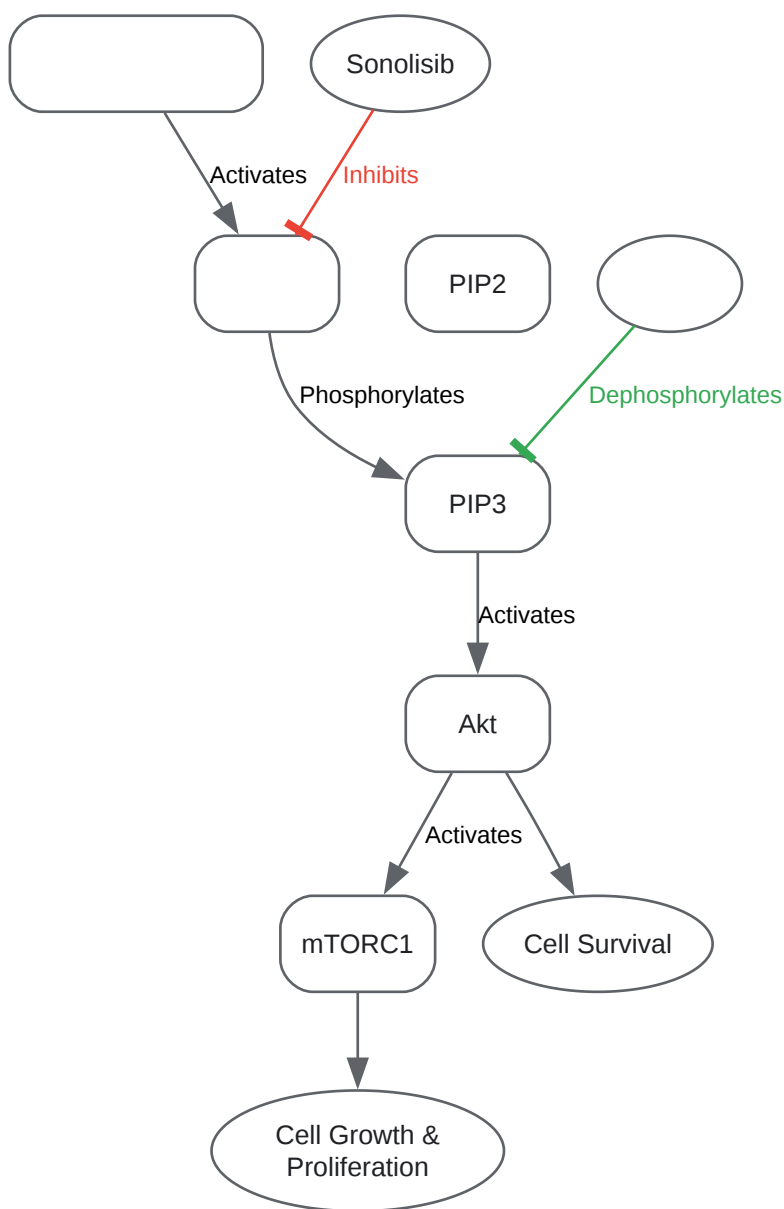 Sonolisib
Activates
Inhibits
PIP2
Phosphorylates
Dephosphorylates
PIP3
Activates
Akt
Activates
mTORC1
Cell Survival
Cell Growth &
Proliferation